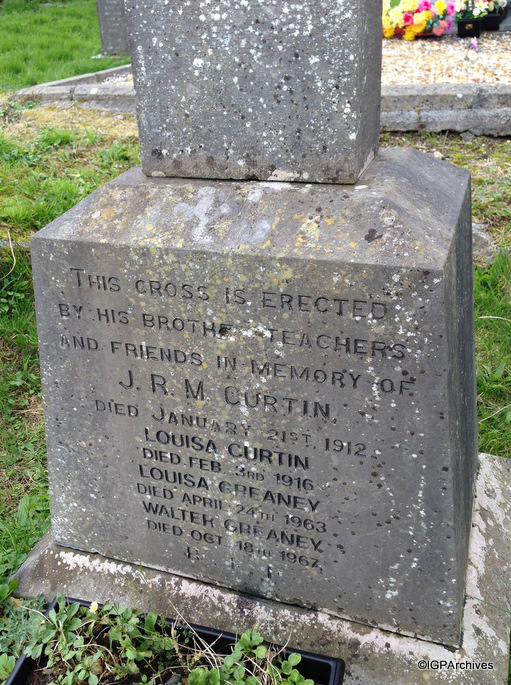 THIS CROSS IS ERECTED
BY HIS BROTHER TEACHERS
AND FRIENDS IN MEMORY OF
J. R. M. CURTIN,
DIED JANUARY 21ST, 1912.
LOUISA CURTIN
DIED FEB. 3RD 1916
LOUISA GREANEY
DIED APRIL 24TH 1963
WALTER GREANEY
DIED OCT. 18TH 1967
©IGPArchives